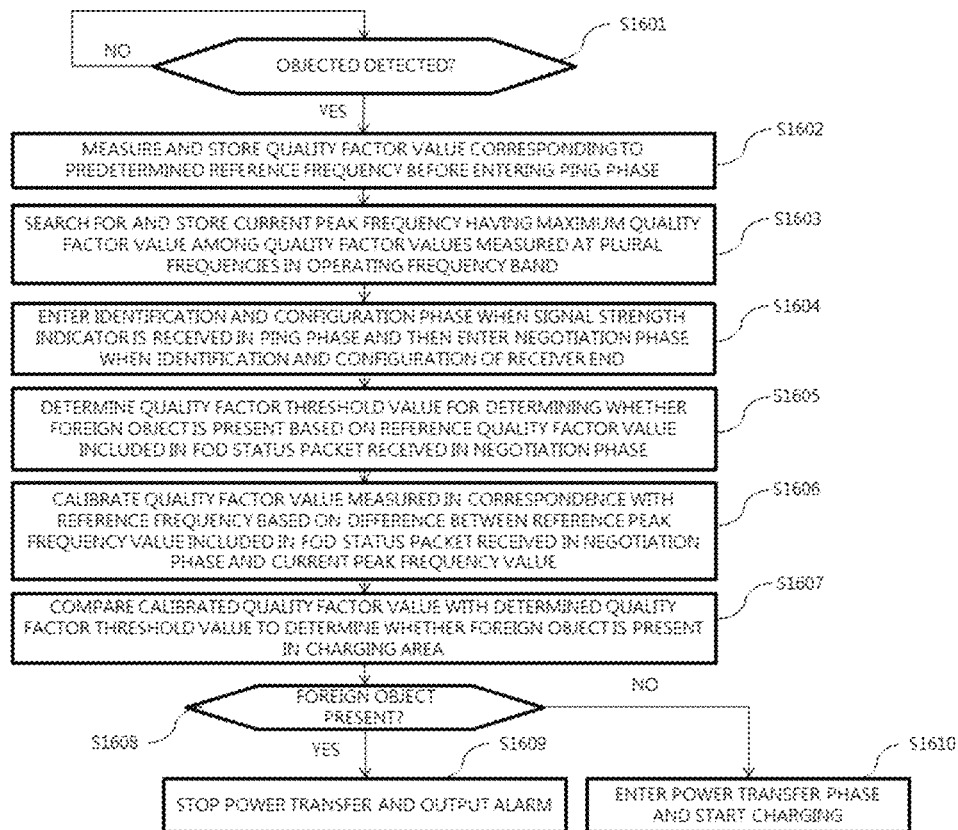 S1601
NO
OBJECTED DETECTED?
YES
S1602
MEASURE AND STORE QUALITY FACTOR VALUE CORRESPONDING TO
PREDETERMINED REFERENCE FREQUENCY BEFORE ENTERING PING PHASE
S1603
SEARCH FOR AND STORE CURRENT PEAK FREQUENCY HAVING MAXIMUM QUALITY
FACTOR VALUE AMONG QUALITY FACTOR VALUES MEASURED AT PLURAL
FREQUENCIES IN OPERATING FREQUENCY BAND
S1604
ENTER IDENTIFICATION AND CONFIGURATION PHASE WHEN SIGNAL STRENGTH
INDICATOR IS RECEIVED IN PING PHASE AND THEN ENTER NEGOTIATION PHASE
WHEN IDENTIFICATION AND CONFIGURATION OF RECEIVER END
S1605
DETERMINE QUALITY FACTOR THRESHOLD VALUE FOR DETERMINING WHETHER
FOREIGN OBJECT IS PRESENT BASED ON REFERENCE QUALITY FACTOR VALUE
INCLUDED IN FOD STATUS PACKET RECEIVED IN NEGOTIATION PHASE
S1606
CALIBRATE QUALITY FACTOR VALUE MEASURED IN CORRESPONDENCE WITH
REFERENCE FREQUENCY BASED ON DIFFERENCE BETWEEN REFERENCE PEAK
FREQUENCY VALUE INCLUDED IN FOD STATUS PACKET RECEIVED IN NEGOTIATION
PHASE AND CURRENT PEAK FREQUENCY VALUE
S1607
COMPARE CALIBRATED QUALITY FACTOR VALUE WITH DETERMINED QUALITY
FACTOR THRESHOLD VALUE TO DETERMINE WHETHER FOREIGN OBJECT IS PRESENT
IN CHARGING AREA
NO
FOREIGN OBJECT
PRESENT?
S1608
YES
S1609
S1610
STOP POWER TRANSFER AND OUTPUT ALARM
ENTER POWER TRANSFER PHASE
AND START CHARGING